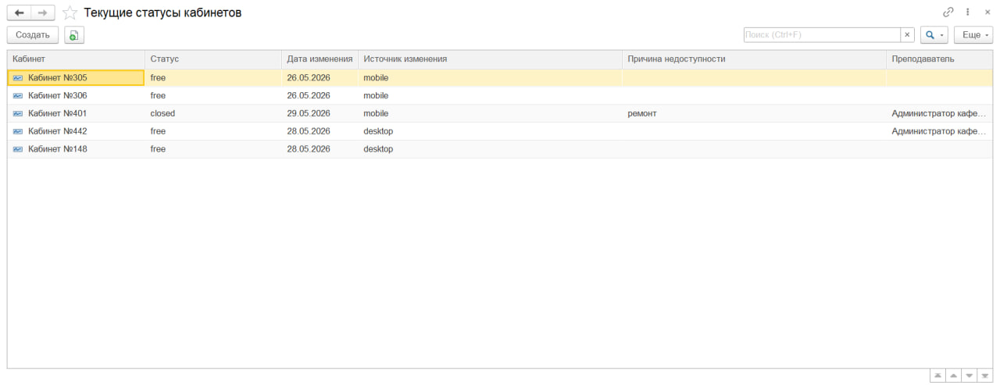 Текущие статусы кабинетов
Создать Поиск (Ctrl+F) × Еще
Кабинет Статус Дата изменения Источник изменения Причина недоступности Преподаватель
Кабинет №305 free 26.05.2026 mobile
Кабинет №306 free 26.05.2026 mobile
Кабинет №401 closed 29.05.2026 mobile ремонт Администратор кафе...
Кабинет №442 free 28.05.2026 desktop Администратор кафе...
Кабинет №148 free 28.05.2026 desktop